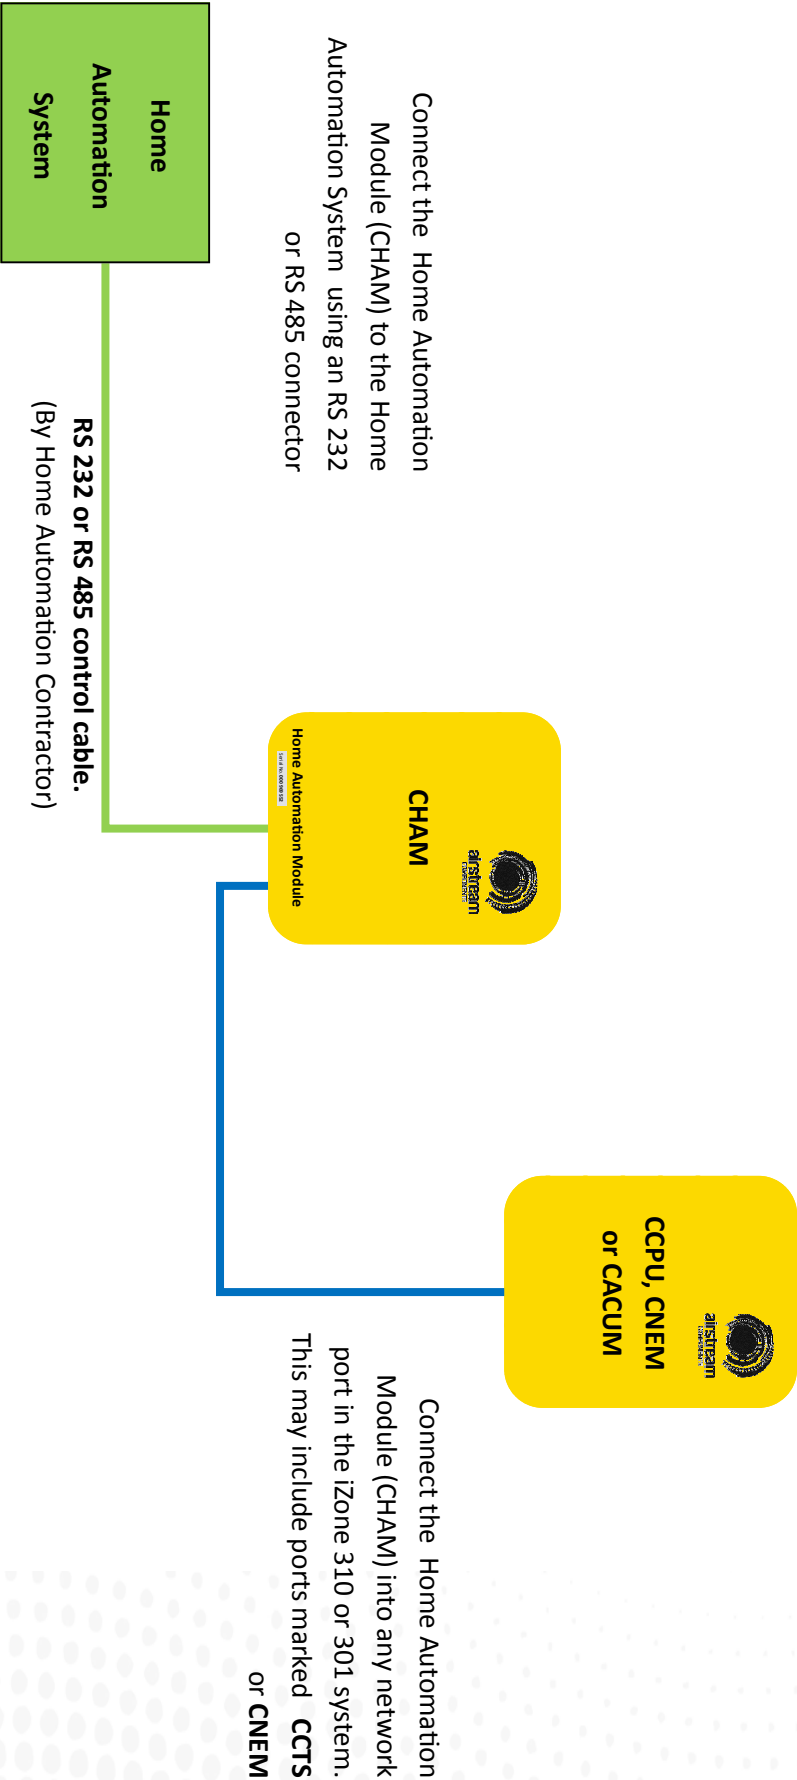 Home
Automation
System
Connect the Home Automation
Module (CHAM) to the Home
Automation System using an RS 232
or RS 485 connector
RS 232 or RS 485 control cable.
(By Home Automation Contractor)
airstream
COMPONENTS
CHAM
Home Automation Module
airstream
COMPONENTS
CCPU, CNEM
or CACUM
Connect the Home Automation
Module (CHAM) into any network
port in the iZone 310 or 301 system.
This may include ports marked CCTS
or CNEM